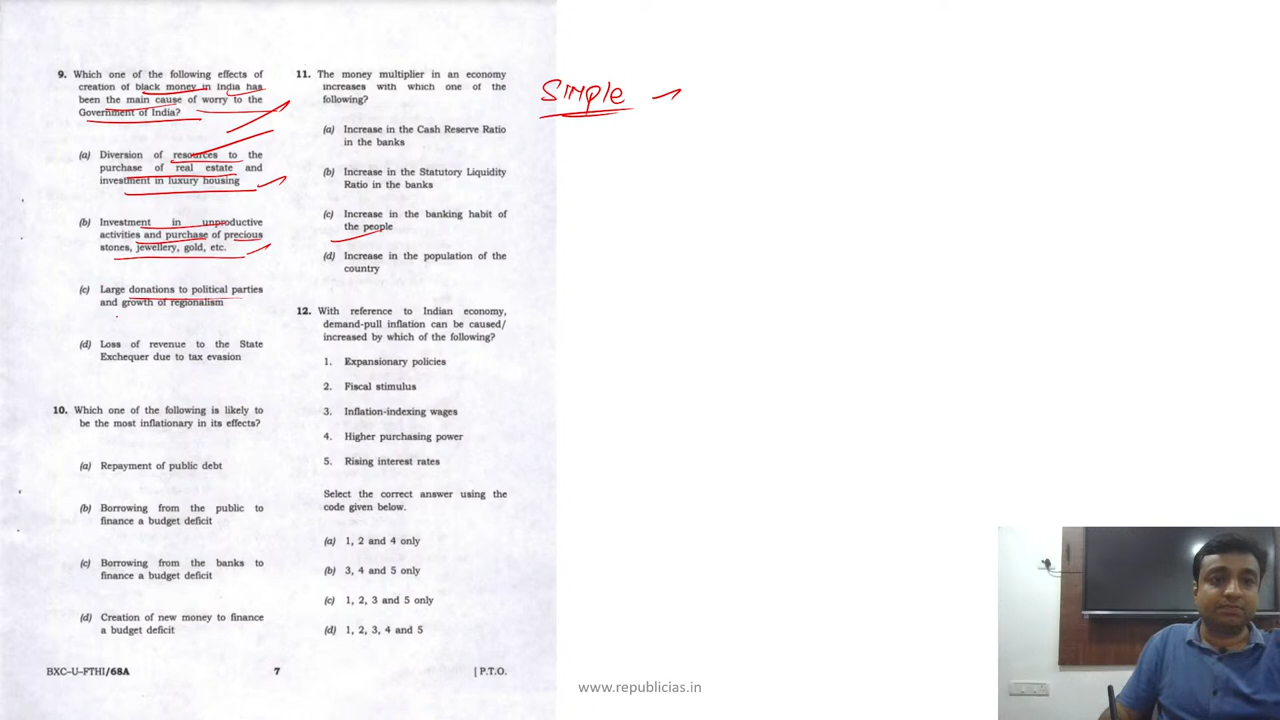 9. Which one of the following effects of
creation of black money in India has
been the main cause of worry to the
Government of India?
(a) Diversion of resources to the
purchase of real estate and
investment in luxury housing
(b) Investment in unproductive
activities and purchase of precious
stones, jewellery, gold, etc.
(c) Large donations to political parties
and growth of regionalism
(d) Loss of revenue to the State
Exchequer due to tax evasion
10. Which one of the following is likely to
be the most inflationary in its effects?
(a) Repayment of public debt
(b) Borrowing from the public to
finance a budget deficit
(c) Borrowing from the banks to
finance a budget deficit
(d) Creation of new money to finance
a budget deficit
BXC-U-FTHI/68A
11. The money multiplier in an economy
increases with which one of the
following?
(a) Increase in the Cash Reserve Ratio
in the banks
(b) Increase in the Statutory Liquidity
Ratio in the banks
(c) Increase in the banking habit of
the people
(d) Increase in the population of the
country
12. With reference to Indian economy,
demand-pull inflation can be caused/
increased by which of the following?
1. Expansionary policies
2. Fiscal stimulus
3. Inflation-indexing wages
4. Higher purchasing power
5. Rising interest rates
Select the correct answer using the
code given below.
(a) 1, 2 and 4 only
(b) 3, 4 and 5 only
(c) 1, 2, 3 and 5 only
(d) 1, 2, 3, 4 and 5
7
[ P.T.O.
Simple
www.republicias.in